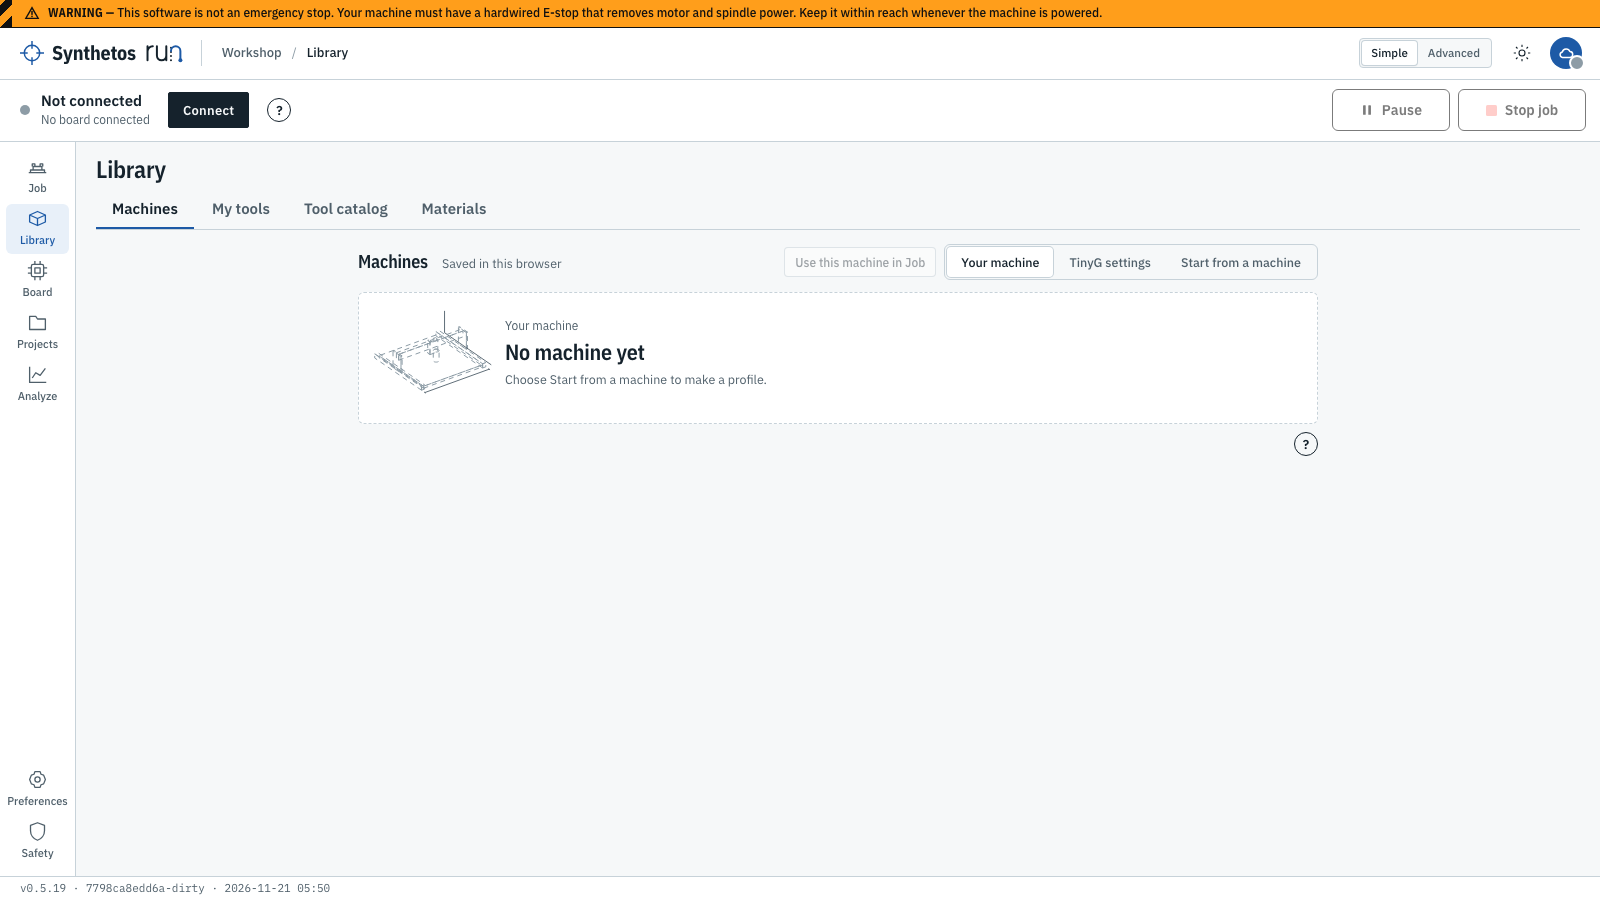 WARNING — This software is not an emergency stop. Your machine must have a hardwired E-stop that removes motor and spindle power. Keep it within reach whenever the machine is powered.
Synthetos run
Workshop / Library
Simple Advanced
Not connected
No board connected
Connect
?
Pause
Stop job
Job
Library
Board
Projects
Analyze
Preferences
Safety
Library
Machines My tools Tool catalog Materials
Machines Saved in this browser
Use this machine in Job
Your machine TinyG settings Start from a machine
Your machine
No machine yet
Choose Start from a machine to make a profile.
?
v0.5.19 · 7798ca8edd6a-dirty · 2026-11-21 05:50